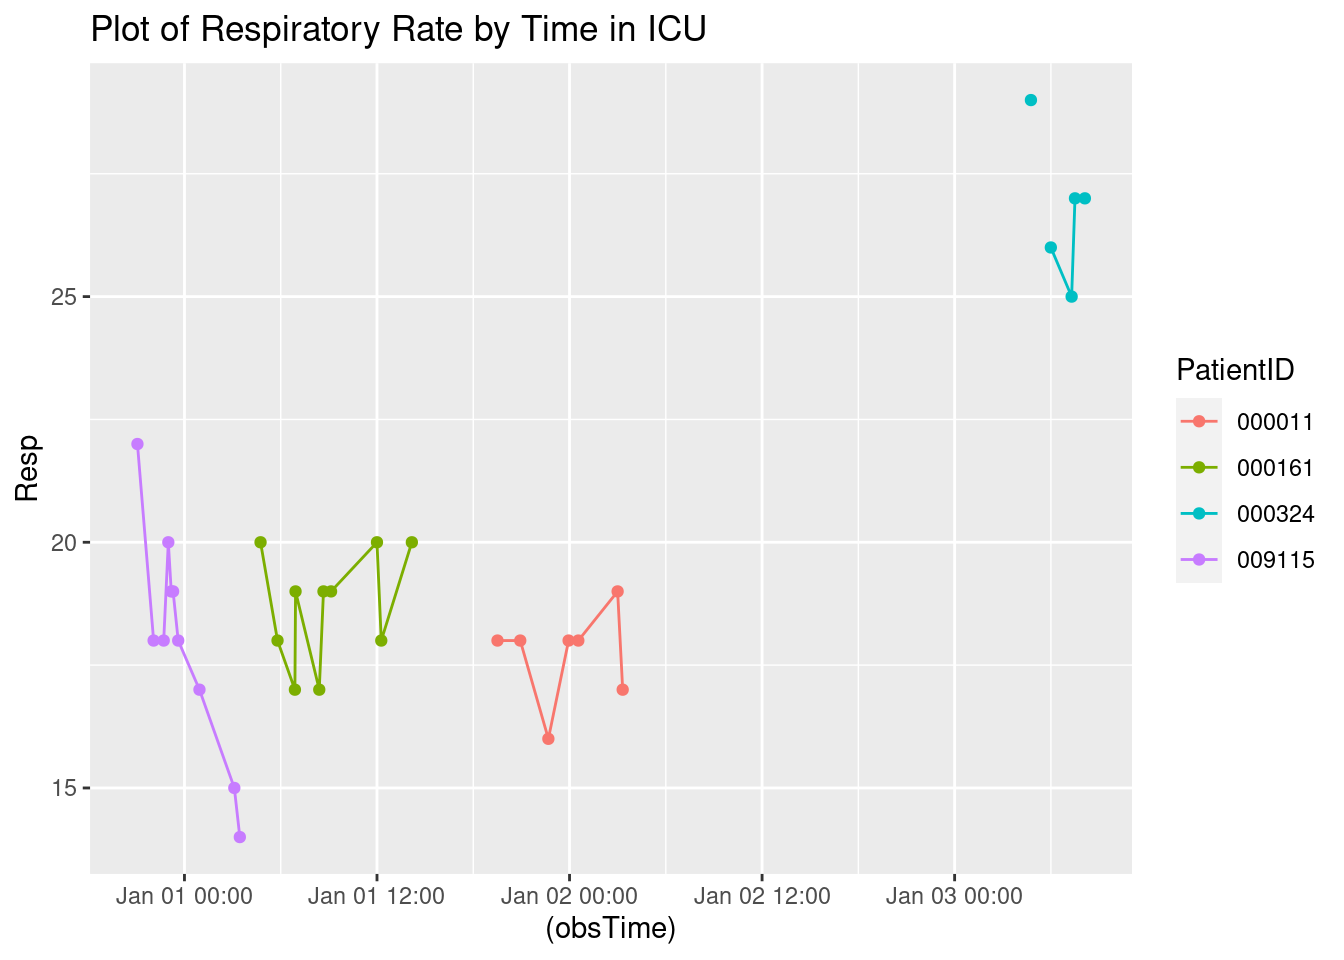 Plot of Respiratory Rate by Time in ICU
Resp
25
20
15
Jan 01 00:00
Jan 01 12:00
Jan 02 00:00
Jan 02 12:00
Jan 03 00:00
(obsTime)
PatientID
000011
000161
000324
009115